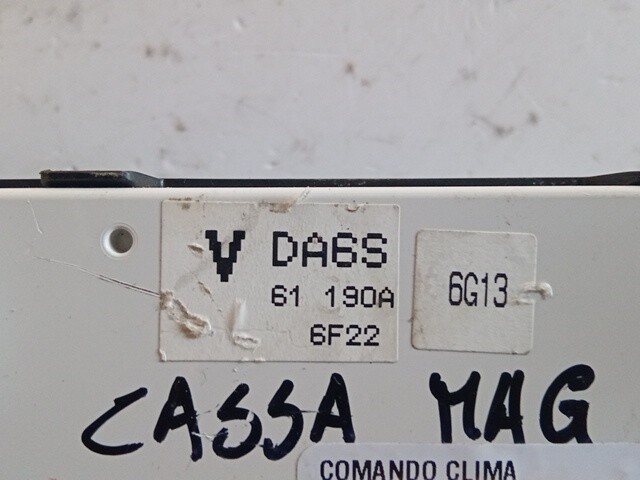 V DA6S
61 190A
6F22
6G13
CASSA MAG
COMANDO CLIMA